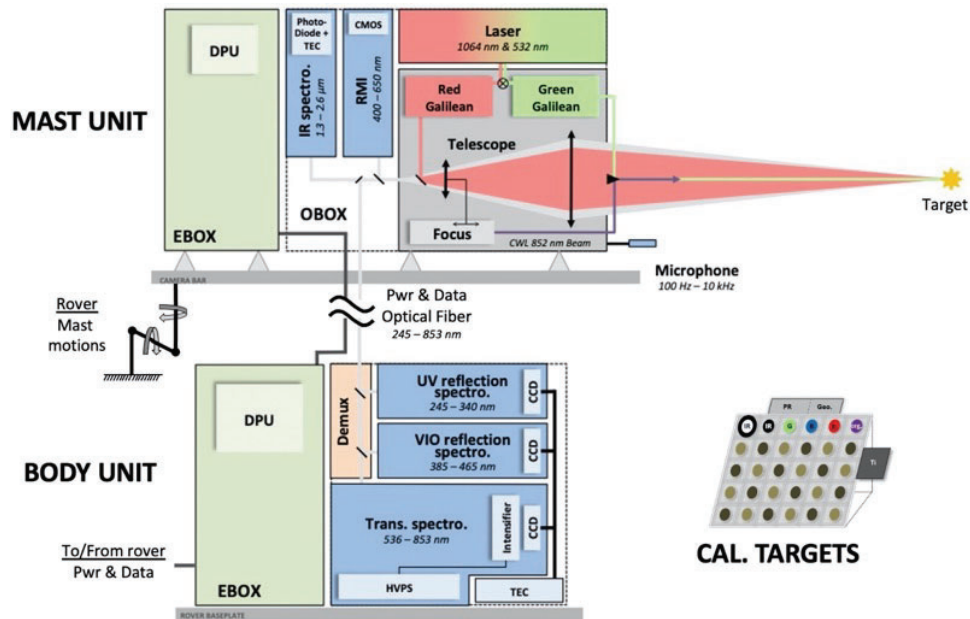 MAST UNIT
DPU
EBOX
Photo-
Diode +
TEC
IR spectro.
1.3 – 2.6 µm
CMOS
RMI
400 – 650 nm
OBOX
Laser
1064 nm & 532 nm
Red
Galilean
Green
Galilean
Telescope
Focus
CWL 852 nm Beam
Target
Microphone
100 Hz – 10 kHz
CAMERA BAR
Rover
Mast
motions
Pwr & Data
Optical Fiber
245 – 853 nm
BODY UNIT
DPU
EBOX
To/From rover
Pwr & Data
Demux
UV reflection
spectro.
245 – 340 nm
CCD
VIO reflection
spectro.
385 – 465 nm
CCD
Trans. spectro.
536 – 853 nm
Intensifier
CCD
HVPS
TEC
ROVER BASEPLATE
PR
Geo.
IR
IR
G
Ti
CAL. TARGETS